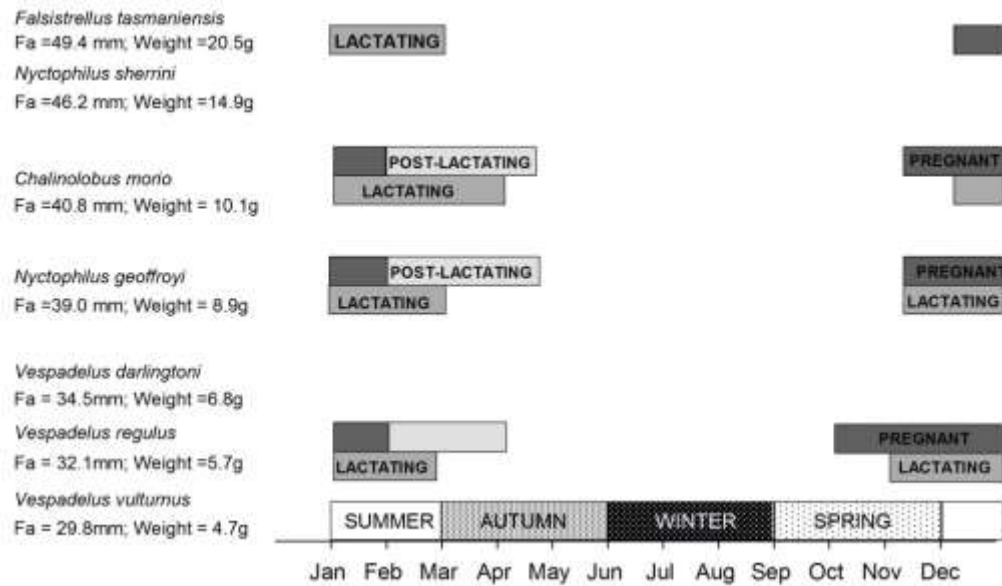 Falsistrellus tasmaniensis
Fa =49.4 mm; Weight =20.5g
LACTATING
Nyctophilus sherrini
Fa =46.2 mm; Weight =14.9g
POST-LACTATING
PREGNANT
Chalinolobus morio
LACTATING
Fa =40.8 mm; Weight = 10.1g
Nyctophilus geoffroyi
POST-LACTATING
PREGNANT
Fa =39.0 mm; Weight = 8.9g
LACTATING
LACTATING
Vespadelus darlingtoni
Fa = 34.5mm; Weight =6.8g
Vespadelus regulus
PREGNANT
Fa = 32.1mm; Weight =5.7g
LACTATING
LACTATING
Vespadelus vulturnus
Fa = 29.8mm; Weight = 4.7g
SUMMER AUTUMN WINTER SPRING
Jan Feb Mar Apr May Jun Jul Aug Sep Oct Nov Dec